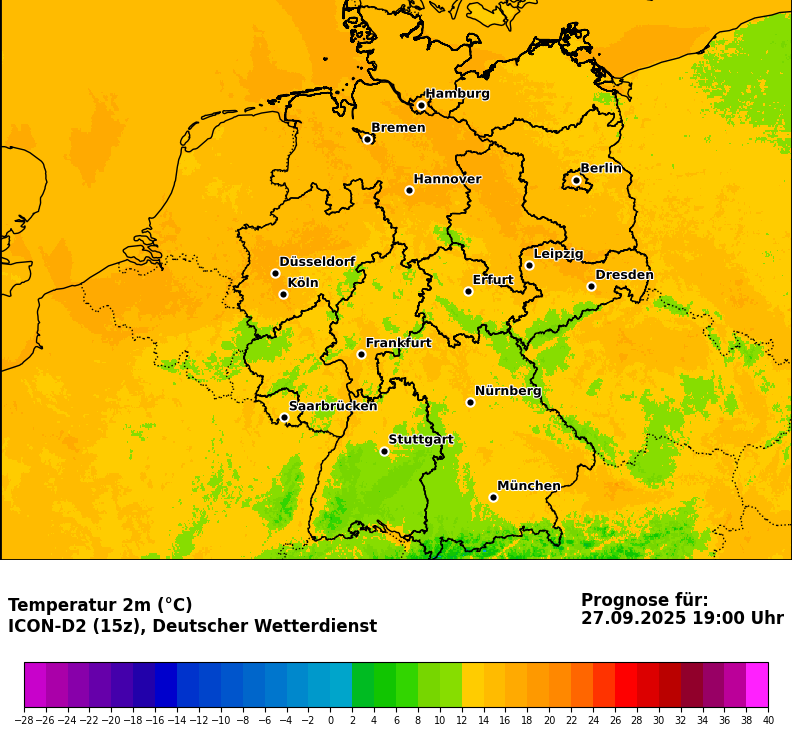 Hamburg
Bremen
Berlin
Hannover
Leipzig
Düsseldorf
Dresden
Köln
Erfurt
Frankfurt
Nürnberg
Saarbrücken
Stuttgart
München
Temperatur 2m (°C)
ICON-D2 (15z), Deutscher Wetterdienst
Prognose für:
27.09.2025 19:00 Uhr
−28 −26 −24 −22 −20 −18 −16 −14 −12 −10 −8 −6 −4 −2 0 2 4 6 8 10 12 14 16 18 20 22 24 26 28 30 32 34 36 38 40